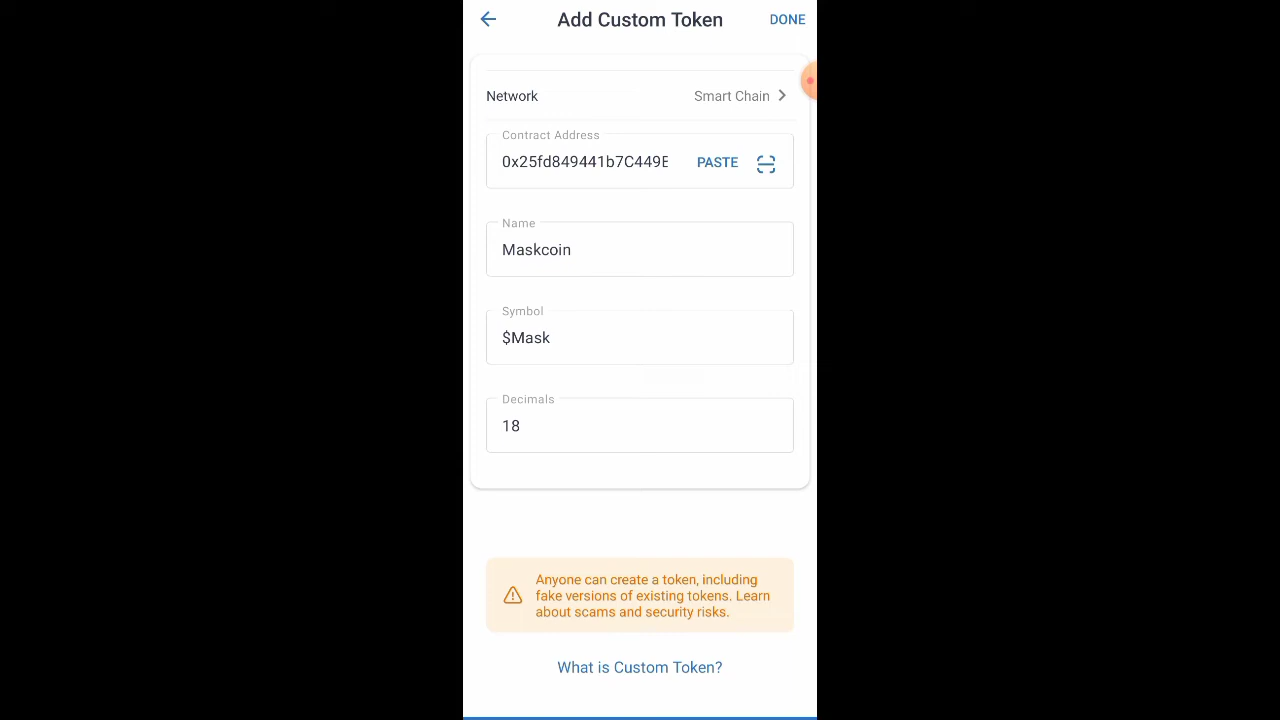 Add Custom Token
DONE
Network
Smart Chain
Contract Address
0x25fd849441b7C449E
PASTE
Name
Maskcoin
Symbol
$Mask
Decimals
18
Anyone can create a token, including
fake versions of existing tokens. Learn
about scams and security risks.
What is Custom Token?